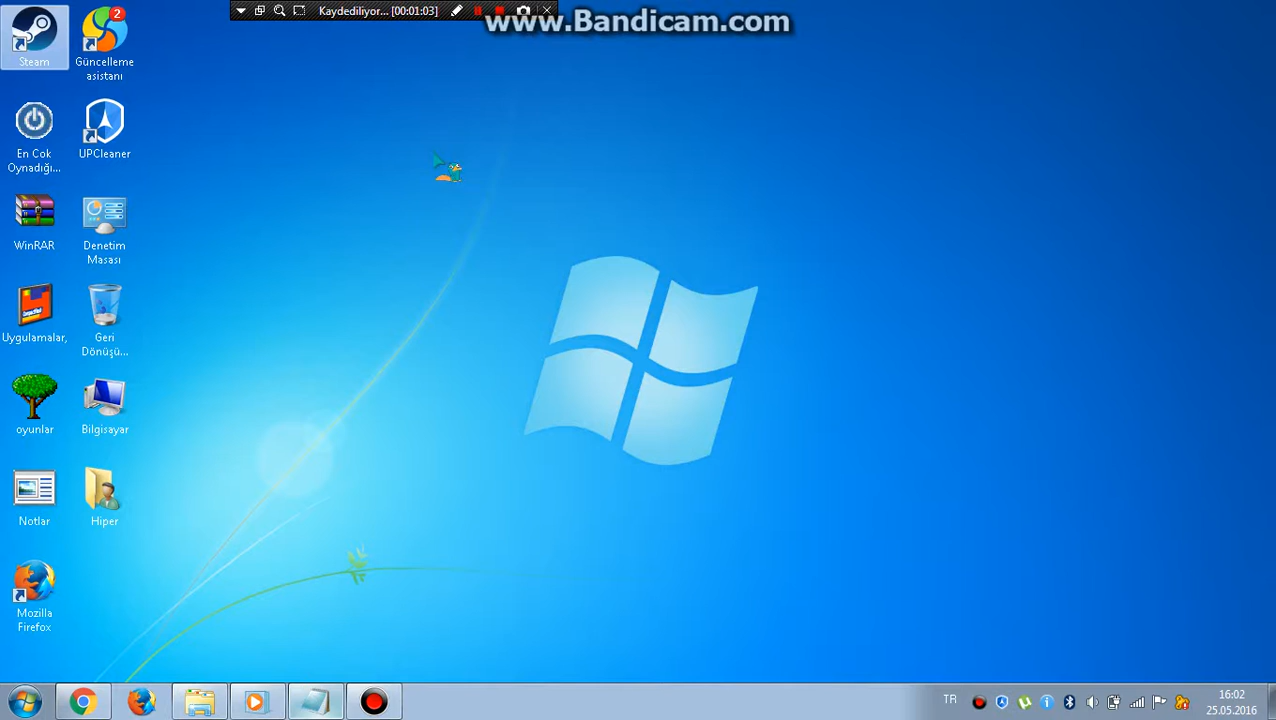 Kaydediliyor... [00:01:03]
www.Bandicam.com
Steam
2
Güncelleme
asistanı
En Cok
Oynadığı...
UPCleaner
WinRAR
Denetim
Masası
Uygulamalar,
Geri
Dönüşü...
oyunlar
Bilgisayar
Notlar
Hiper
Mozilla
Firefox
TR
16:02
25.05.2016